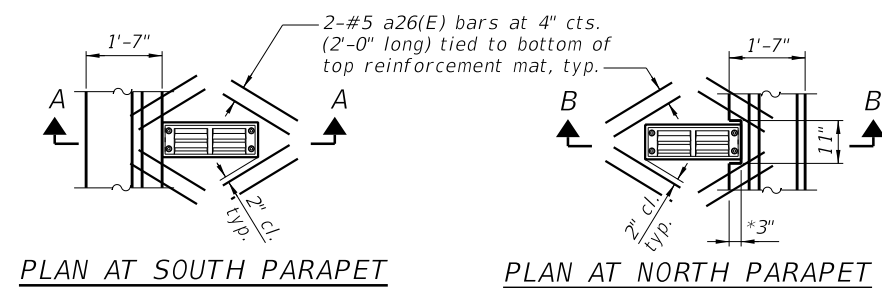 2-#5 a26(E) bars at 4" cts.
(2'-0" long) tied to bottom of
top reinforcement mat, typ.
1'-7"
1'-7"
A
A
B
B
11"
2" cl.
typ.
2" cl.
typ.
*3"
PLAN AT SOUTH PARAPET
PLAN AT NORTH PARAPET